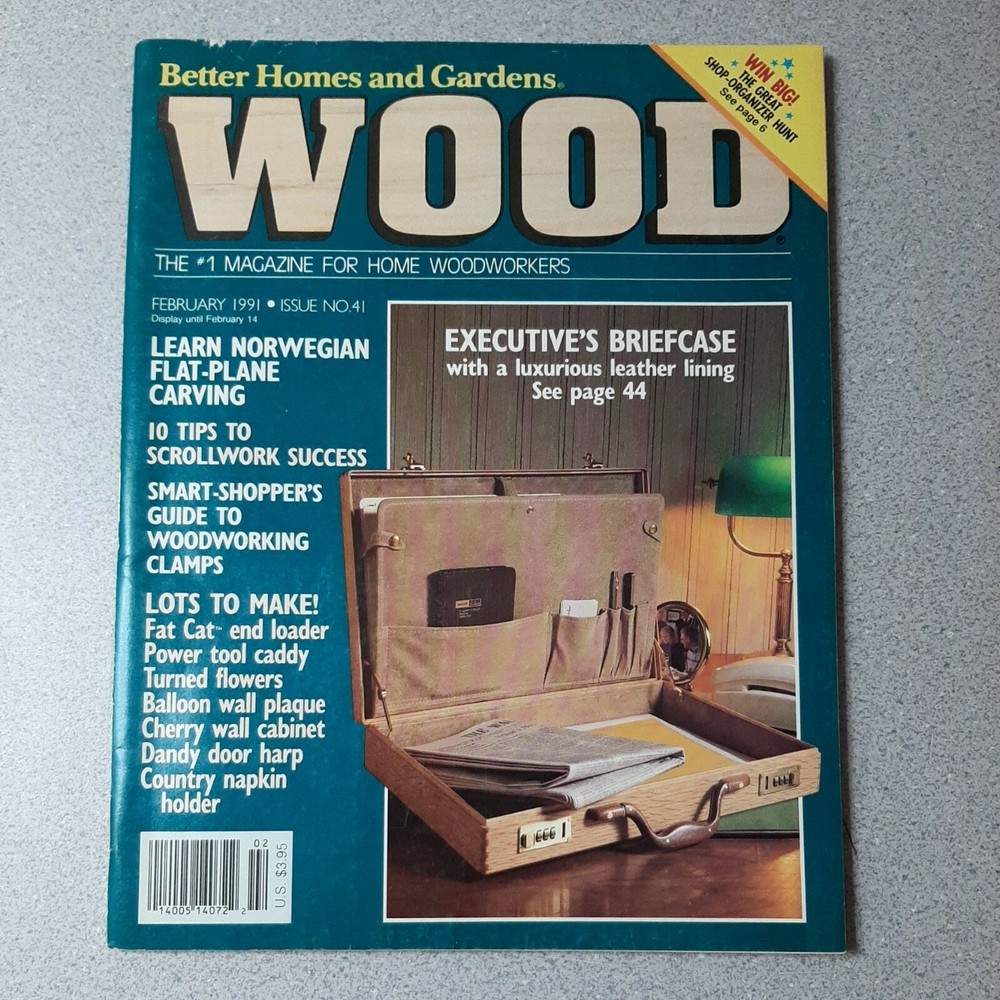 Better Homes and Gardens®
WOOD®
WIN BIG!
THE GREAT
SHOP-ORGANIZER HUNT
See page 6
THE #1 MAGAZINE FOR HOME WOODWORKERS
FEBRUARY 1991 • ISSUE NO. 41
Display until February 14
LEARN NORWEGIAN
FLAT-PLANE
CARVING
10 TIPS TO
SCROLLWORK SUCCESS
SMART-SHOPPER'S
GUIDE TO
WOODWORKING
CLAMPS
LOTS TO MAKE!
Fat Cat™ end loader
Power tool caddy
Turned flowers
Balloon wall plaque
Cherry wall cabinet
Dandy door harp
Country napkin
holder
EXECUTIVE'S BRIEFCASE
with a luxurious leather lining
See page 44
02
14005 14072 2
U.S. $3.95